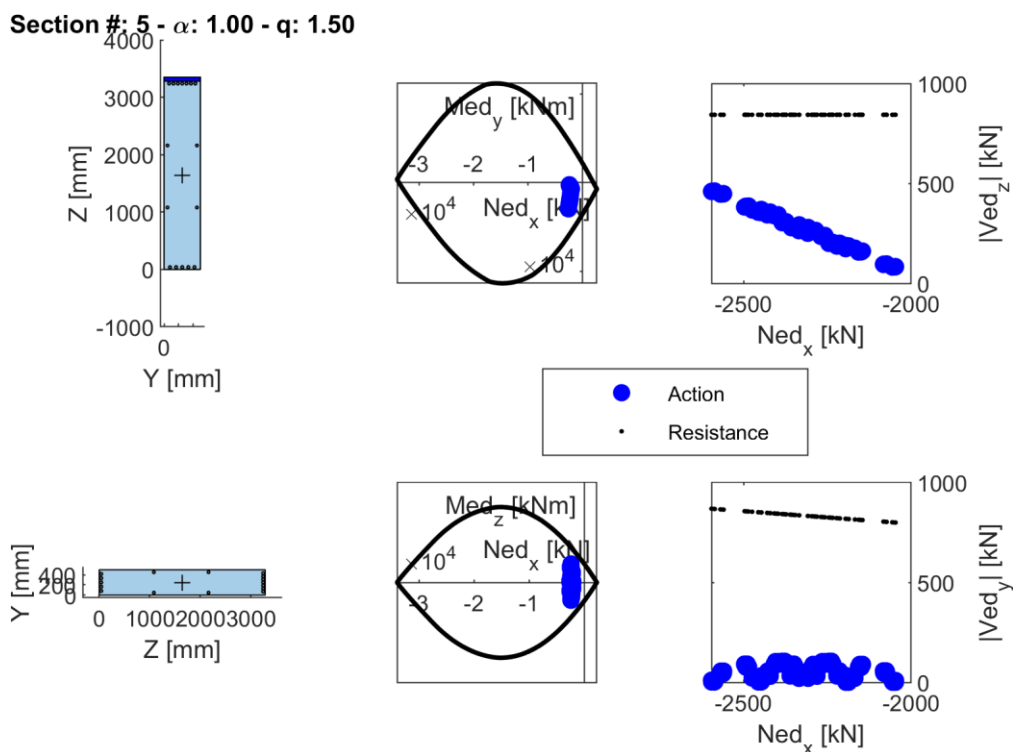 Section #: 5 - α: 1.00 - q: 1.50
4000
3000
2000
1000
0
-1000
Z [mm]
0
Y [mm]
Med_y [kNm]
-3
-2
-1
Ned_x [kN]
×10^4
×10^4
1000
500
0
|Ved_z| [kN]
-2500
-2000
Ned_x [kN]
Action
Resistance
400
200
0
Y [mm]
0
1000
2000
3000
Z [mm]
Med_z [kNm]
Ned_x [kN]
×10^4
-3
-2
-1
1000
500
0
|Ved_y| [kN]
-2500
-2000
Ned_x [kN]